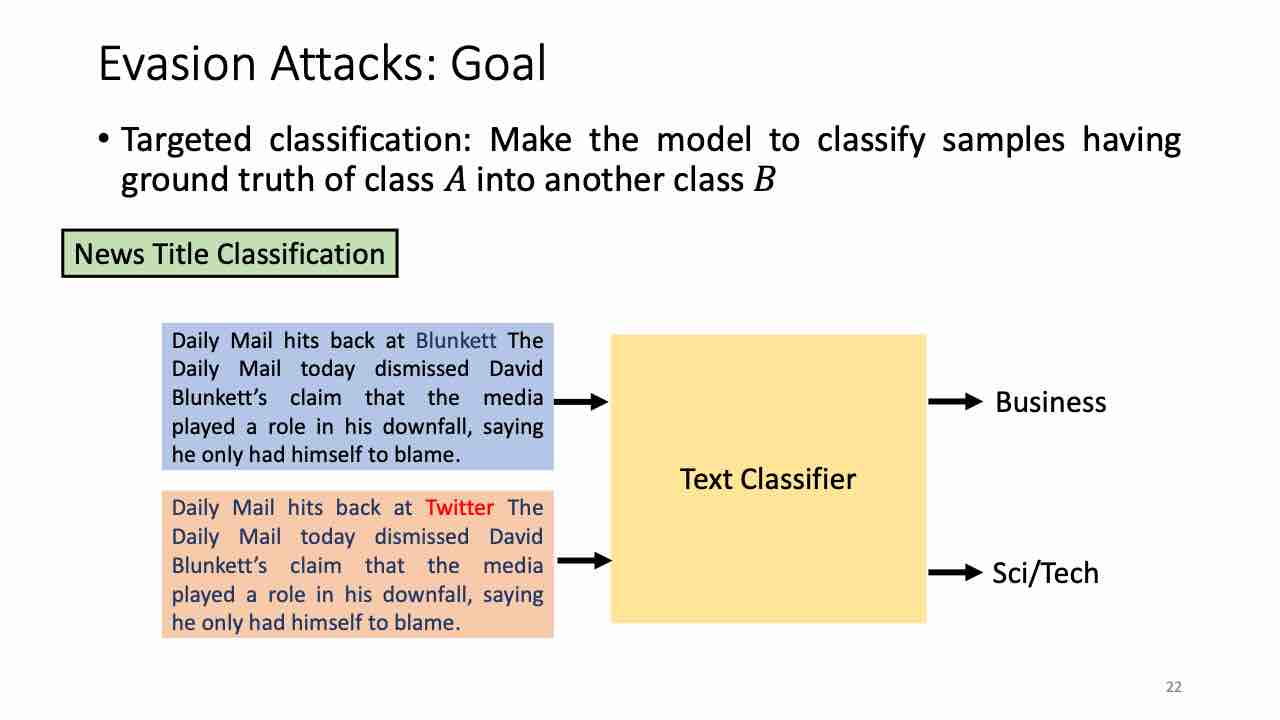 Evasion Attacks: Goal
• Targeted classification: Make the model to classify samples having
ground truth of class A into another class B
News Title Classification
Daily Mail hits back at Blunkett The
Daily Mail today dismissed David
Blunkett’s claim that the media
played a role in his downfall, saying
he only had himself to blame.
Daily Mail hits back at Twitter The
Daily Mail today dismissed David
Blunkett’s claim that the media
played a role in his downfall, saying
he only had himself to blame.
Text Classifier
Business
Sci/Tech
22